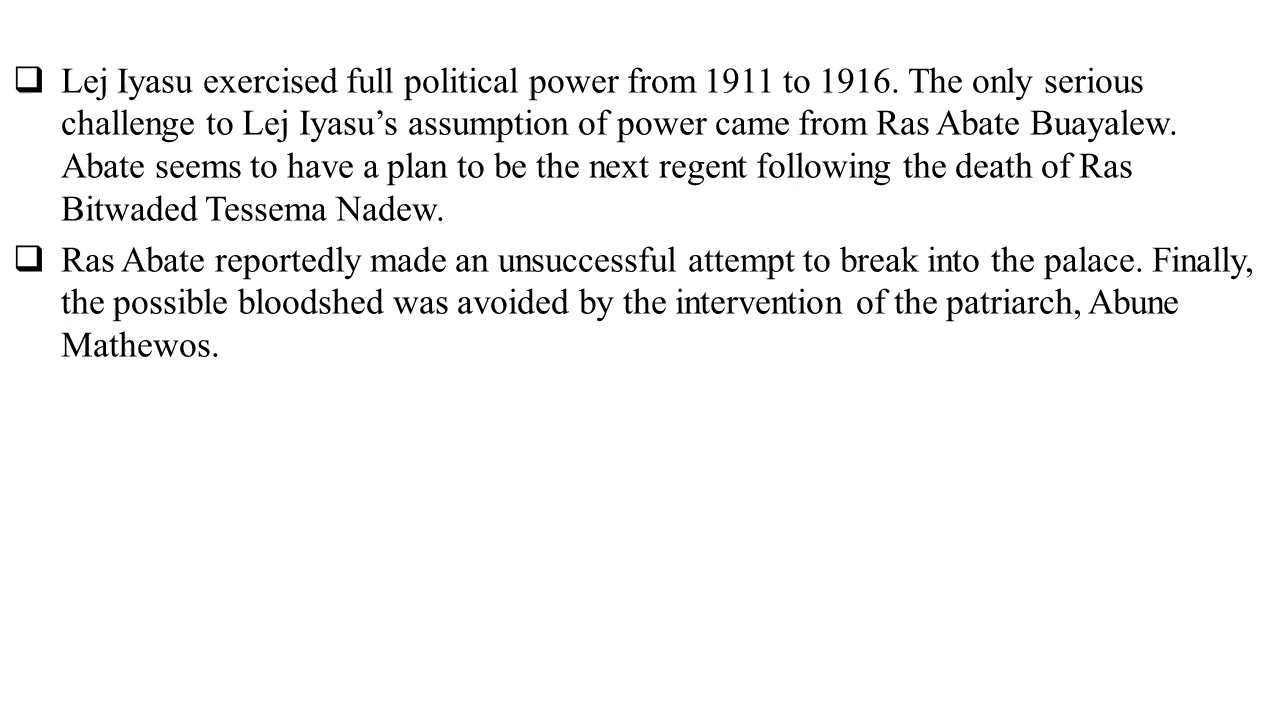 ❑ Lej Iyasu exercised full political power from 1911 to 1916. The only serious
challenge to Lej Iyasu’s assumption of power came from Ras Abate Buayalew.
Abate seems to have a plan to be the next regent following the death of Ras
Bitwaded Tessema Nadew.
❑ Ras Abate reportedly made an unsuccessful attempt to break into the palace. Finally,
the possible bloodshed was avoided by the intervention of the patriarch, Abune
Mathewos.